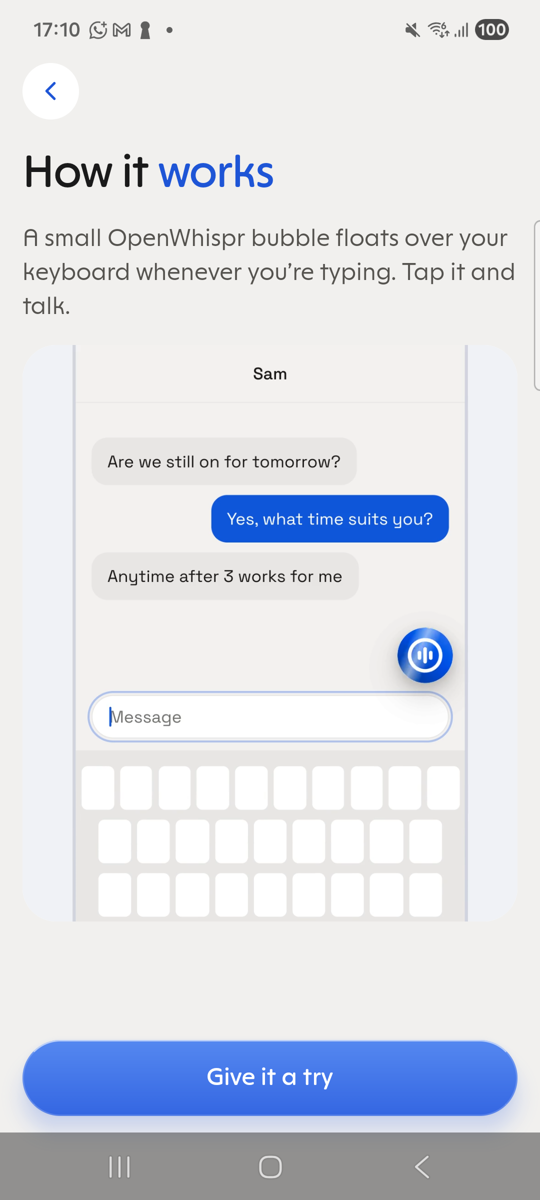 17:10
100
How it works
A small OpenWhispr bubble floats over your
keyboard whenever you're typing. Tap it and
talk.
Sam
Are we still on for tomorrow?
Yes, what time suits you?
Anytime after 3 works for me
Message
Give it a try